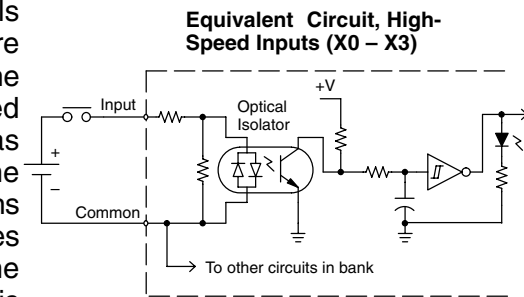 Equivalent Circuit, High-
Speed Inputs (X0 – X3)
+V
Input
Optical
Isolator
+
–
Common
To other circuits in bank